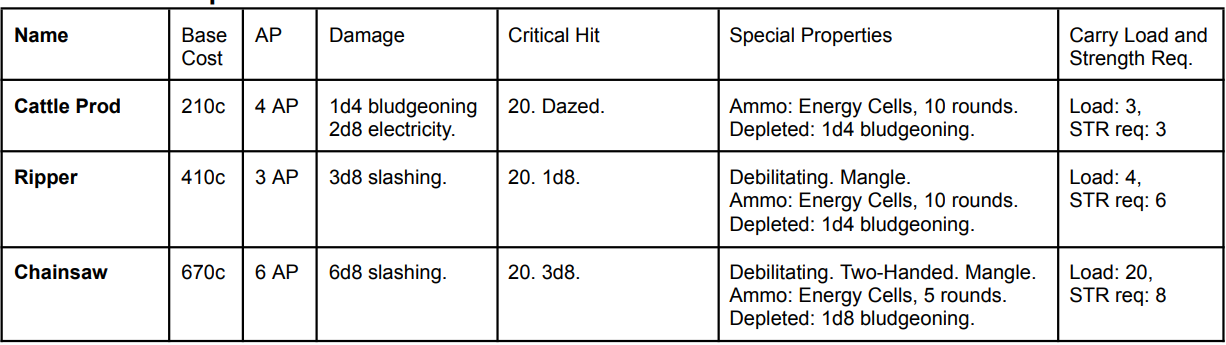 Name Base Cost AP Damage Critical Hit Special Properties Carry Load and Strength Req.
Cattle Prod 210c 4 AP 1d4 bludgeoning 2d8 electricity. 20. Dazed. Ammo: Energy Cells, 10 rounds. Depleted: 1d4 bludgeoning. Load: 3, STR req: 3
Ripper 410c 3 AP 3d8 slashing. 20. 1d8. Debilitating. Mangle. Ammo: Energy Cells, 10 rounds. Depleted: 1d4 bludgeoning. Load: 4, STR req: 6
Chainsaw 670c 6 AP 6d8 slashing. 20. 3d8. Debilitating. Two-Handed. Mangle. Ammo: Energy Cells, 5 rounds. Depleted: 1d8 bludgeoning. Load: 20, STR req: 8